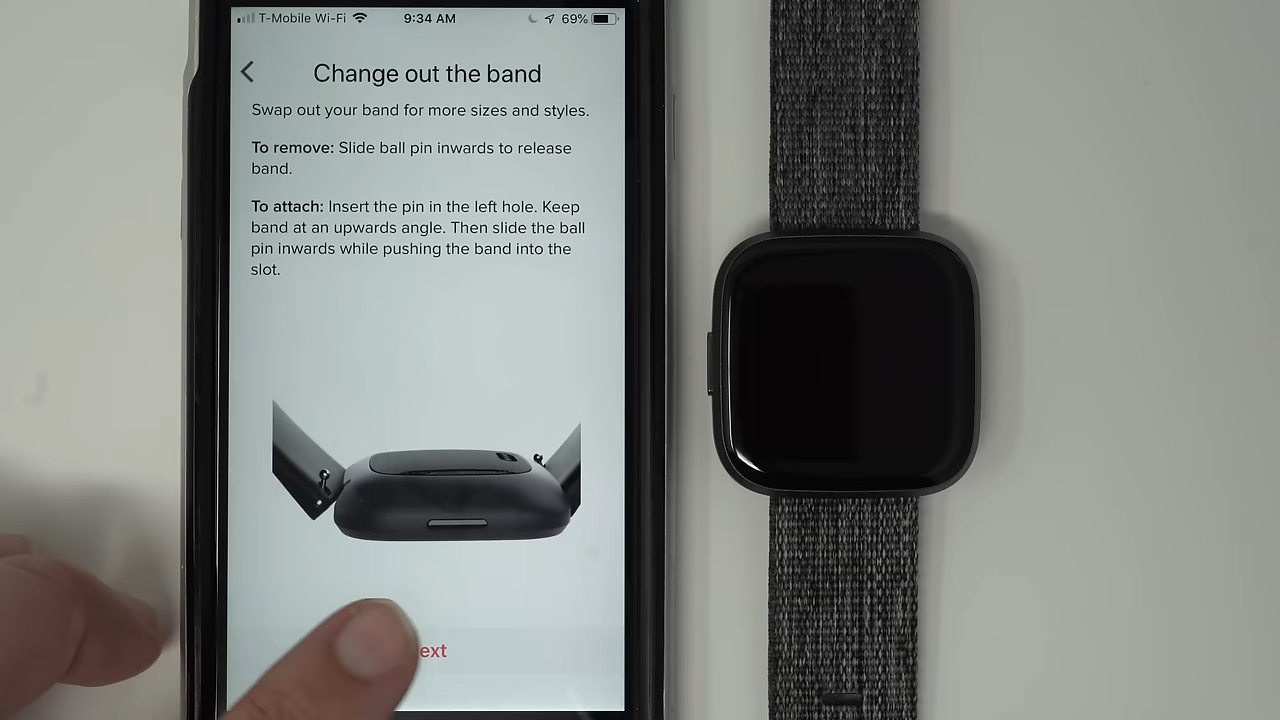 T-Mobile Wi-Fi 9:34 AM 69%
Change out the band
Swap out your band for more sizes and styles.
To remove: Slide ball pin inwards to release
band.
To attach: Insert the pin in the left hole. Keep
band at an upwards angle. Then slide the ball
pin inwards while pushing the band into the
slot.
ext